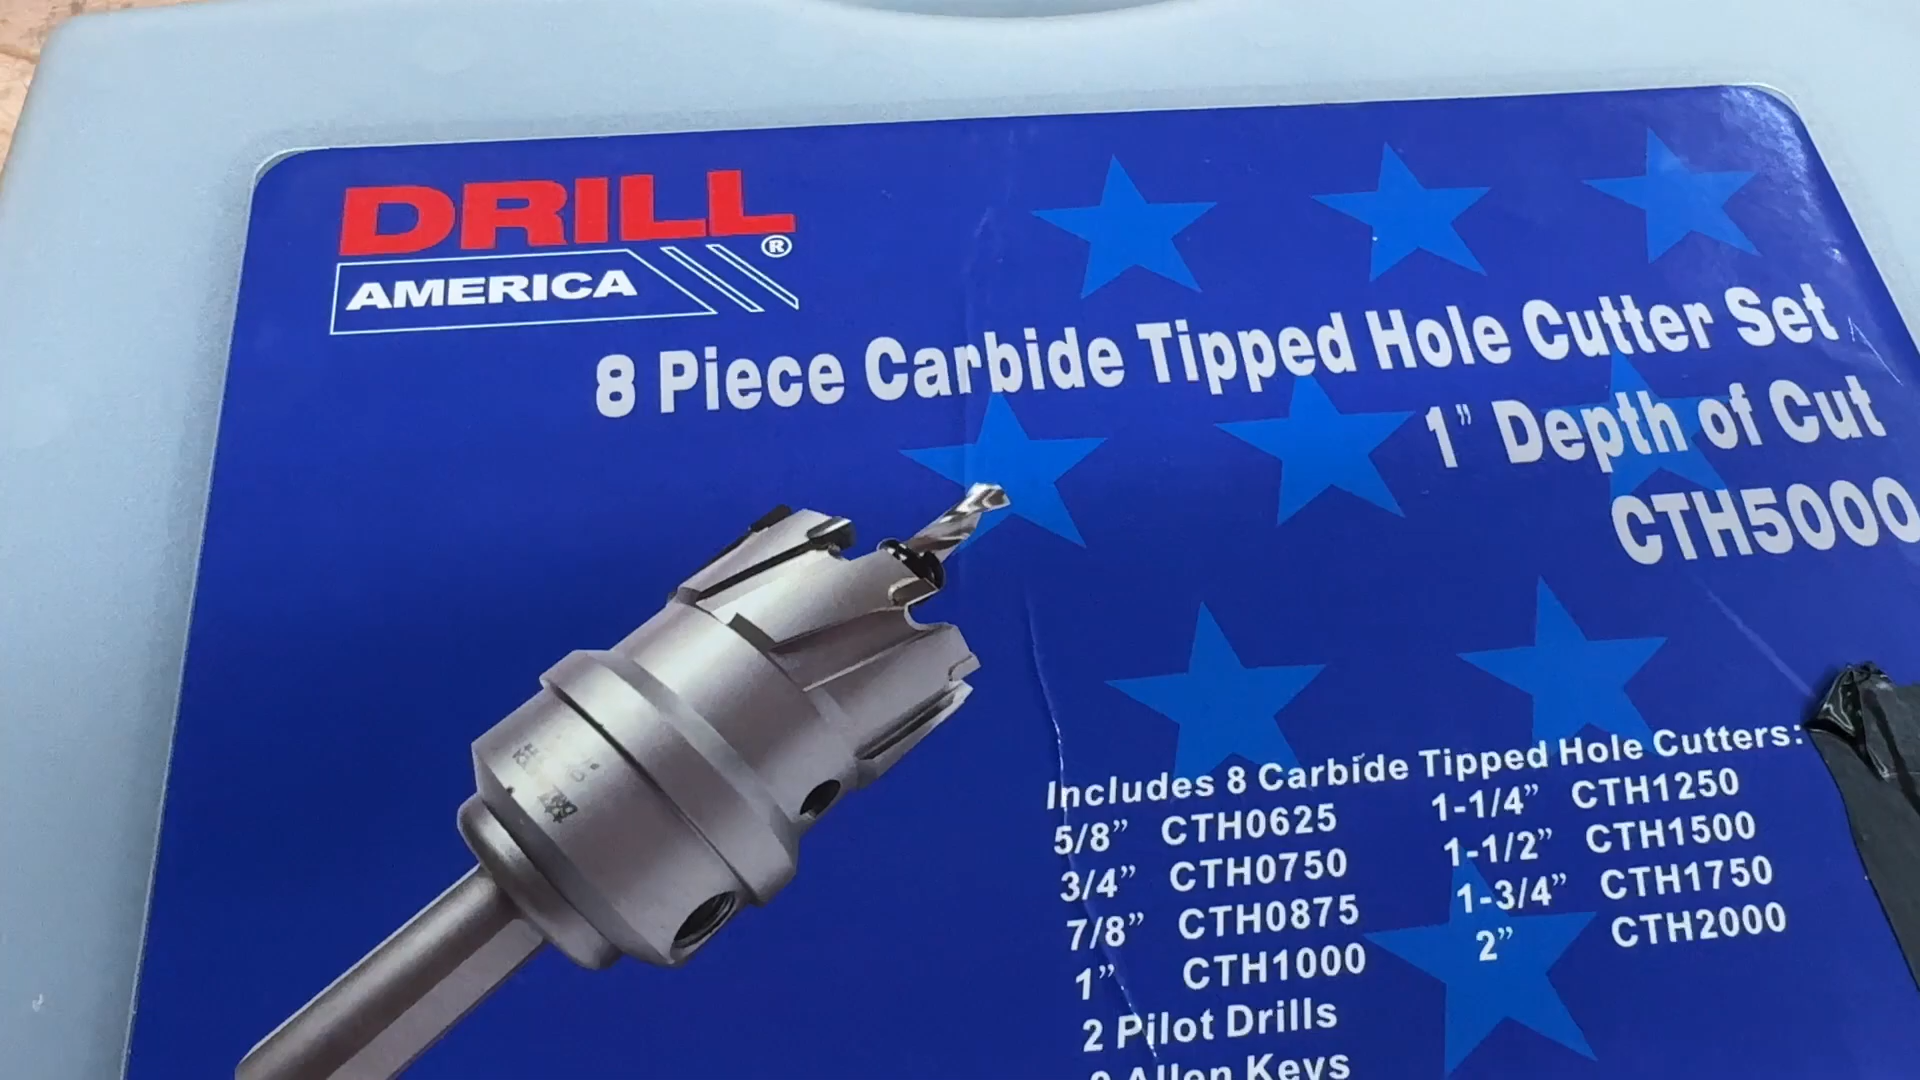 DRILL
AMERICA®
8 Piece Carbide Tipped Hole Cutter Set
1" Depth of Cut
CTH5000
Includes 8 Carbide Tipped Hole Cutters:
5/8" CTH0625 1-1/4" CTH1250
3/4" CTH0750 1-1/2" CTH1500
7/8" CTH0875 1-3/4" CTH1750
1" CTH1000 2" CTH2000
2 Pilot Drills
Allen Keys